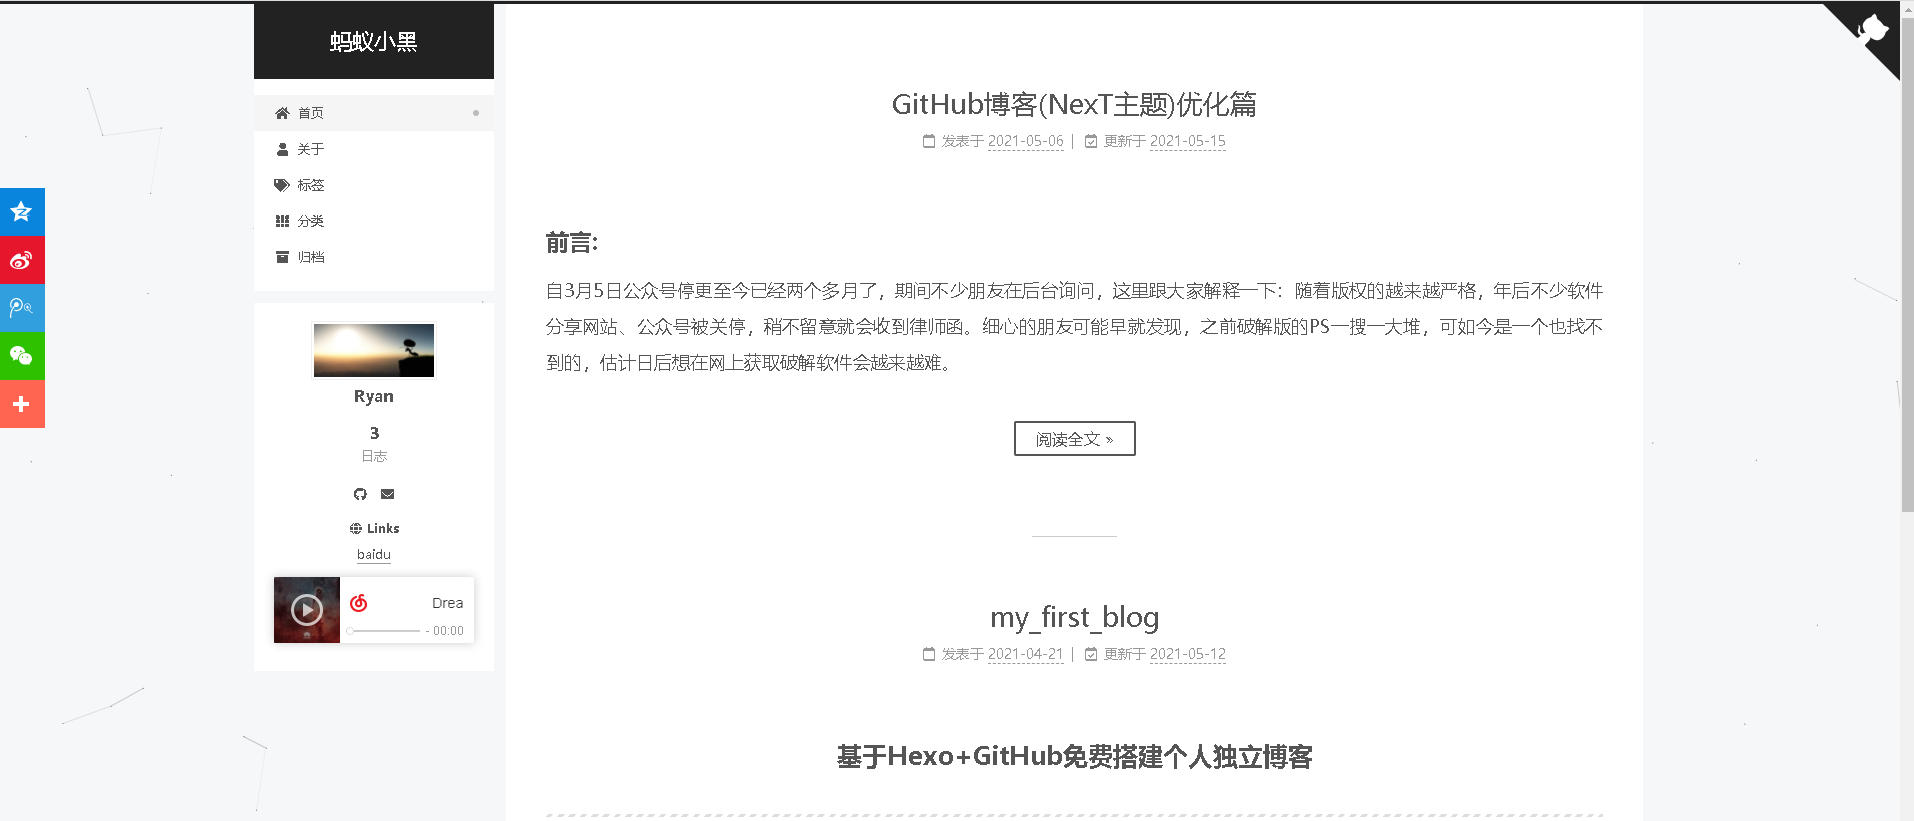 蚂蚁小黑
首页
关于
标签
分类
归档
Ryan
3
日志
Links
baidu
Drea
- 00:00
GitHub博客(NexT主题)优化篇
发表于 2021-05-06 | 更新于 2021-05-15
前言:
自3月5日公众号停更至今已经两个多月了，期间不少朋友在后台询问，这里跟大家解释一下：随着版权的越来越严格，年后不少软件
分享网站、公众号被关停，稍不留意就会收到律师函。细心的朋友可能早就发现，之前破解版的PS一搜一大堆，可如今是一个也找不
到的，估计日后想在网上获取破解软件会越来越难。
阅读全文 »
my_first_blog
发表于 2021-04-21 | 更新于 2021-05-12
基于Hexo+GitHub免费搭建个人独立博客